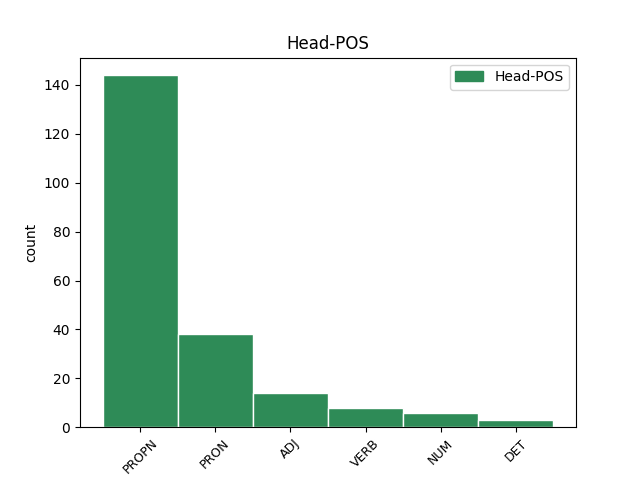 Head-POS
Head-POS
count
140
120
100
80
60
40
20
0
PROPN
PRON
ADJ
VERB
NUM
DET